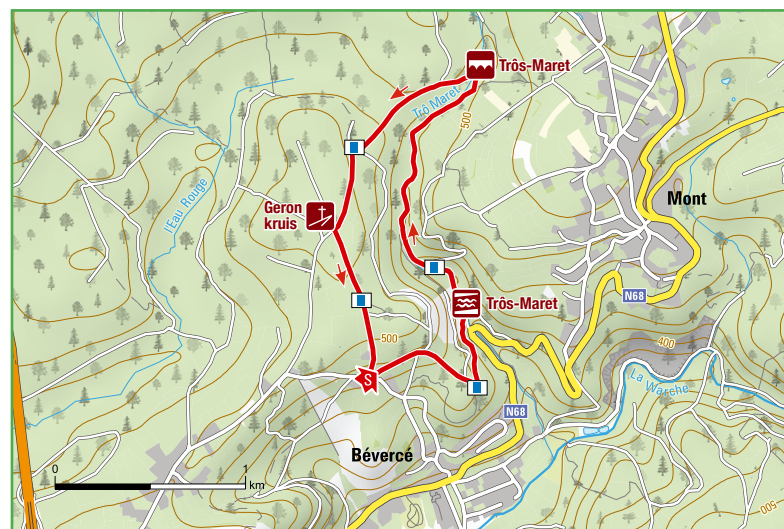 Trôs-Maret
Trô Maret
500
l'Eau Rouge
Geron
kruis
Mont
Trôs-Maret
N68
500
400
S
La Warche
N68
Bévercé
0
1
km
500